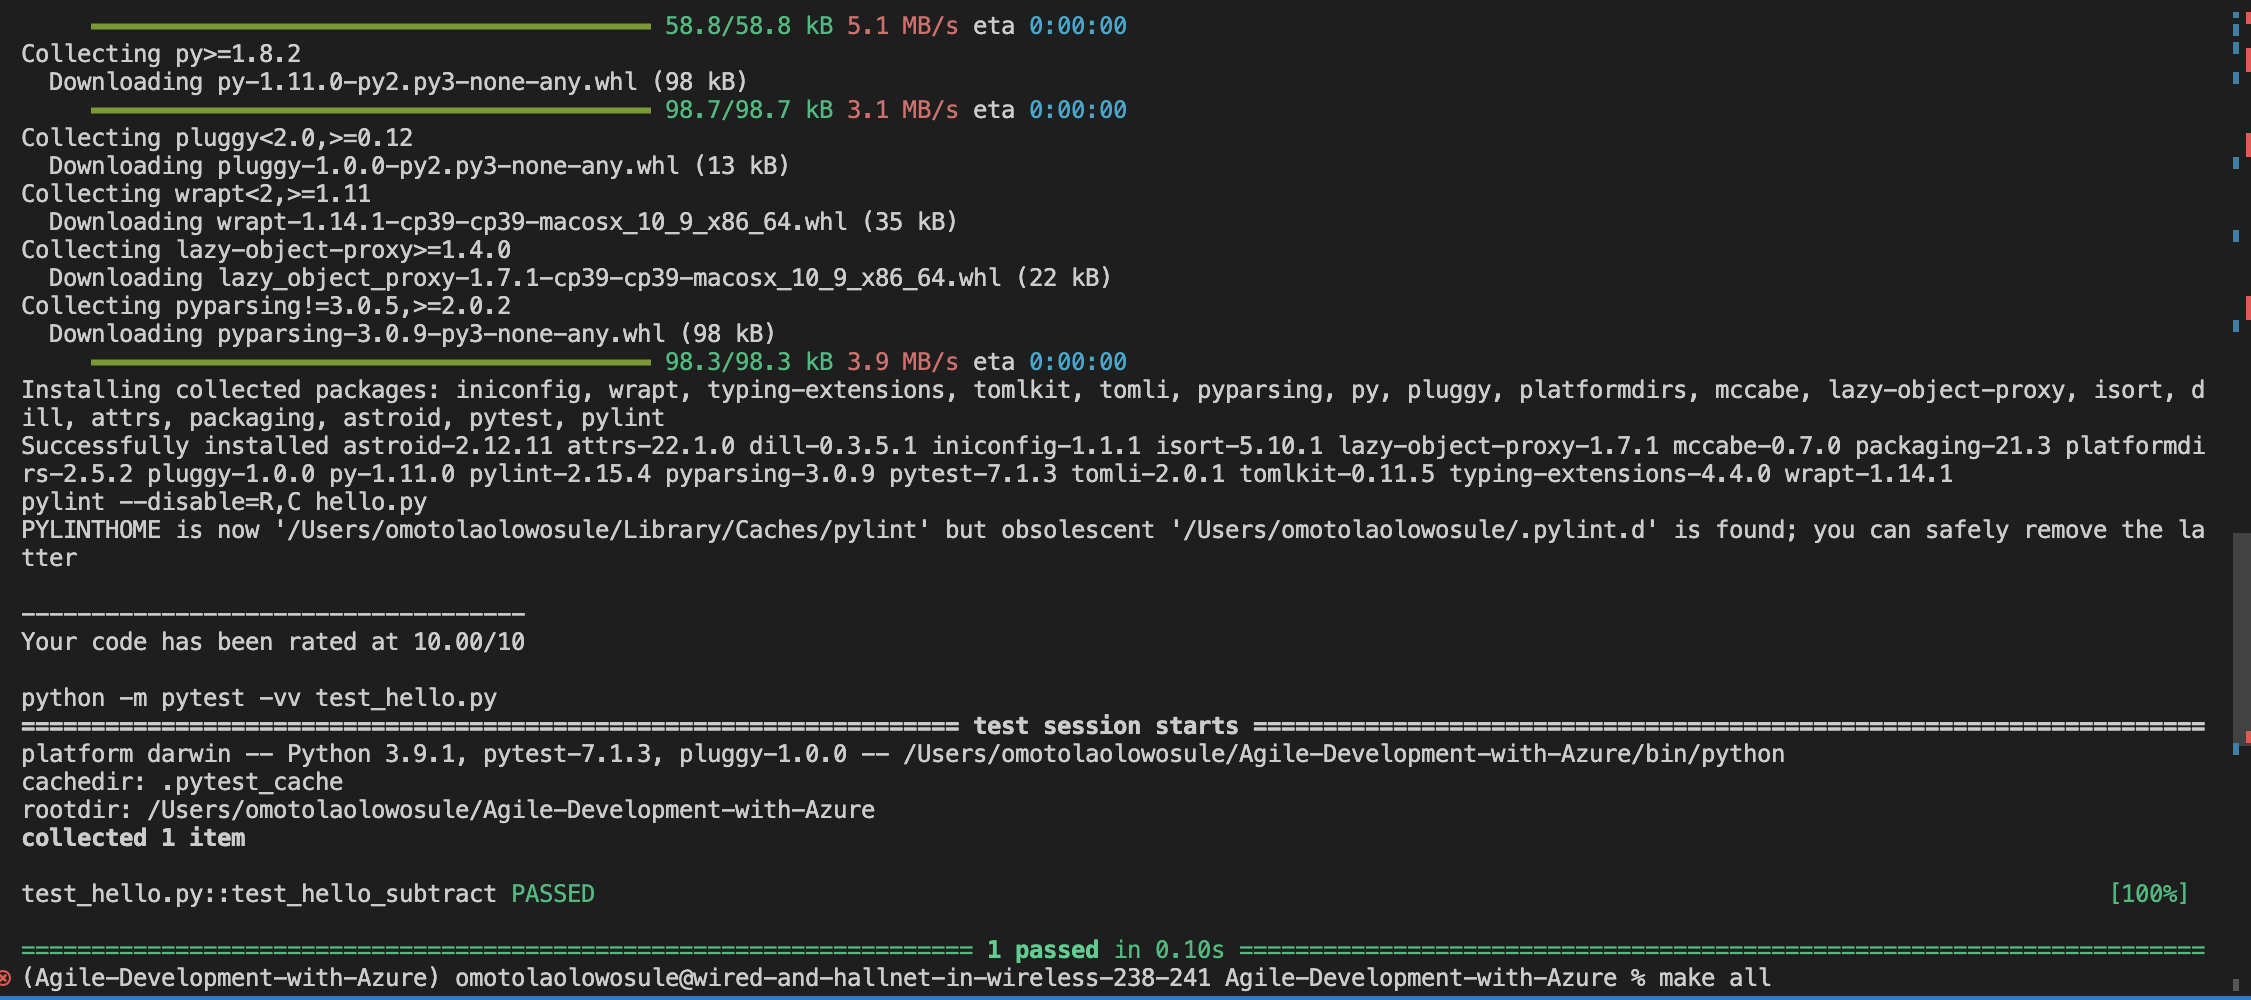 58.8/58.8 kB 5.1 MB/s eta 0:00:00
Collecting py>=1.8.2
  Downloading py-1.11.0-py2.py3-none-any.whl (98 kB)
98.7/98.7 kB 3.1 MB/s eta 0:00:00
Collecting pluggy<2.0,>=0.12
  Downloading pluggy-1.0.0-py2.py3-none-any.whl (13 kB)
Collecting wrapt<2,>=1.11
  Downloading wrapt-1.14.1-cp39-cp39-macosx_10_9_x86_64.whl (35 kB)
Collecting lazy-object-proxy>=1.4.0
  Downloading lazy_object_proxy-1.7.1-cp39-cp39-macosx_10_9_x86_64.whl (22 kB)
Collecting pyparsing!=3.0.5,>=2.0.2
  Downloading pyparsing-3.0.9-py3-none-any.whl (98 kB)
98.3/98.3 kB 3.9 MB/s eta 0:00:00
Installing collected packages: iniconfig, wrapt, typing-extensions, tomlkit, tomli, pyparsing, py, pluggy, platformdirs, mccabe, lazy-object-proxy, isort, d
ill, attrs, packaging, astroid, pytest, pylint
Successfully installed astroid-2.12.11 attrs-22.1.0 dill-0.3.5.1 iniconfig-1.1.1 isort-5.10.1 lazy-object-proxy-1.7.1 mccabe-0.7.0 packaging-21.3 platformdi
rs-2.5.2 pluggy-1.0.0 py-1.11.0 pylint-2.15.4 pyparsing-3.0.9 pytest-7.1.3 tomli-2.0.1 tomlkit-0.11.5 typing-extensions-4.4.0 wrapt-1.14.1
pylint --disable=R,C hello.py
PYLINTHOME is now '/Users/omotolaolowosule/Library/Caches/pylint' but obsolescent '/Users/omotolaolowosule/.pylint.d' is found; you can safely remove the la
tter
------------------------------------
Your code has been rated at 10.00/10
python -m pytest -vv test_hello.py
=================================================================== test session starts ====================================================================
platform darwin -- Python 3.9.1, pytest-7.1.3, pluggy-1.0.0 -- /Users/omotolaolowosule/Agile-Development-with-Azure/bin/python
cachedir: .pytest_cache
rootdir: /Users/omotolaolowosule/Agile-Development-with-Azure
collected 1 item
test_hello.py::test_hello_subtract PASSED [100%]
==================================================================== 1 passed in 0.10s =====================================================================
(Agile-Development-with-Azure) omotolaolowosule@wired-and-hallnet-in-wireless-238-241 Agile-Development-with-Azure % make all